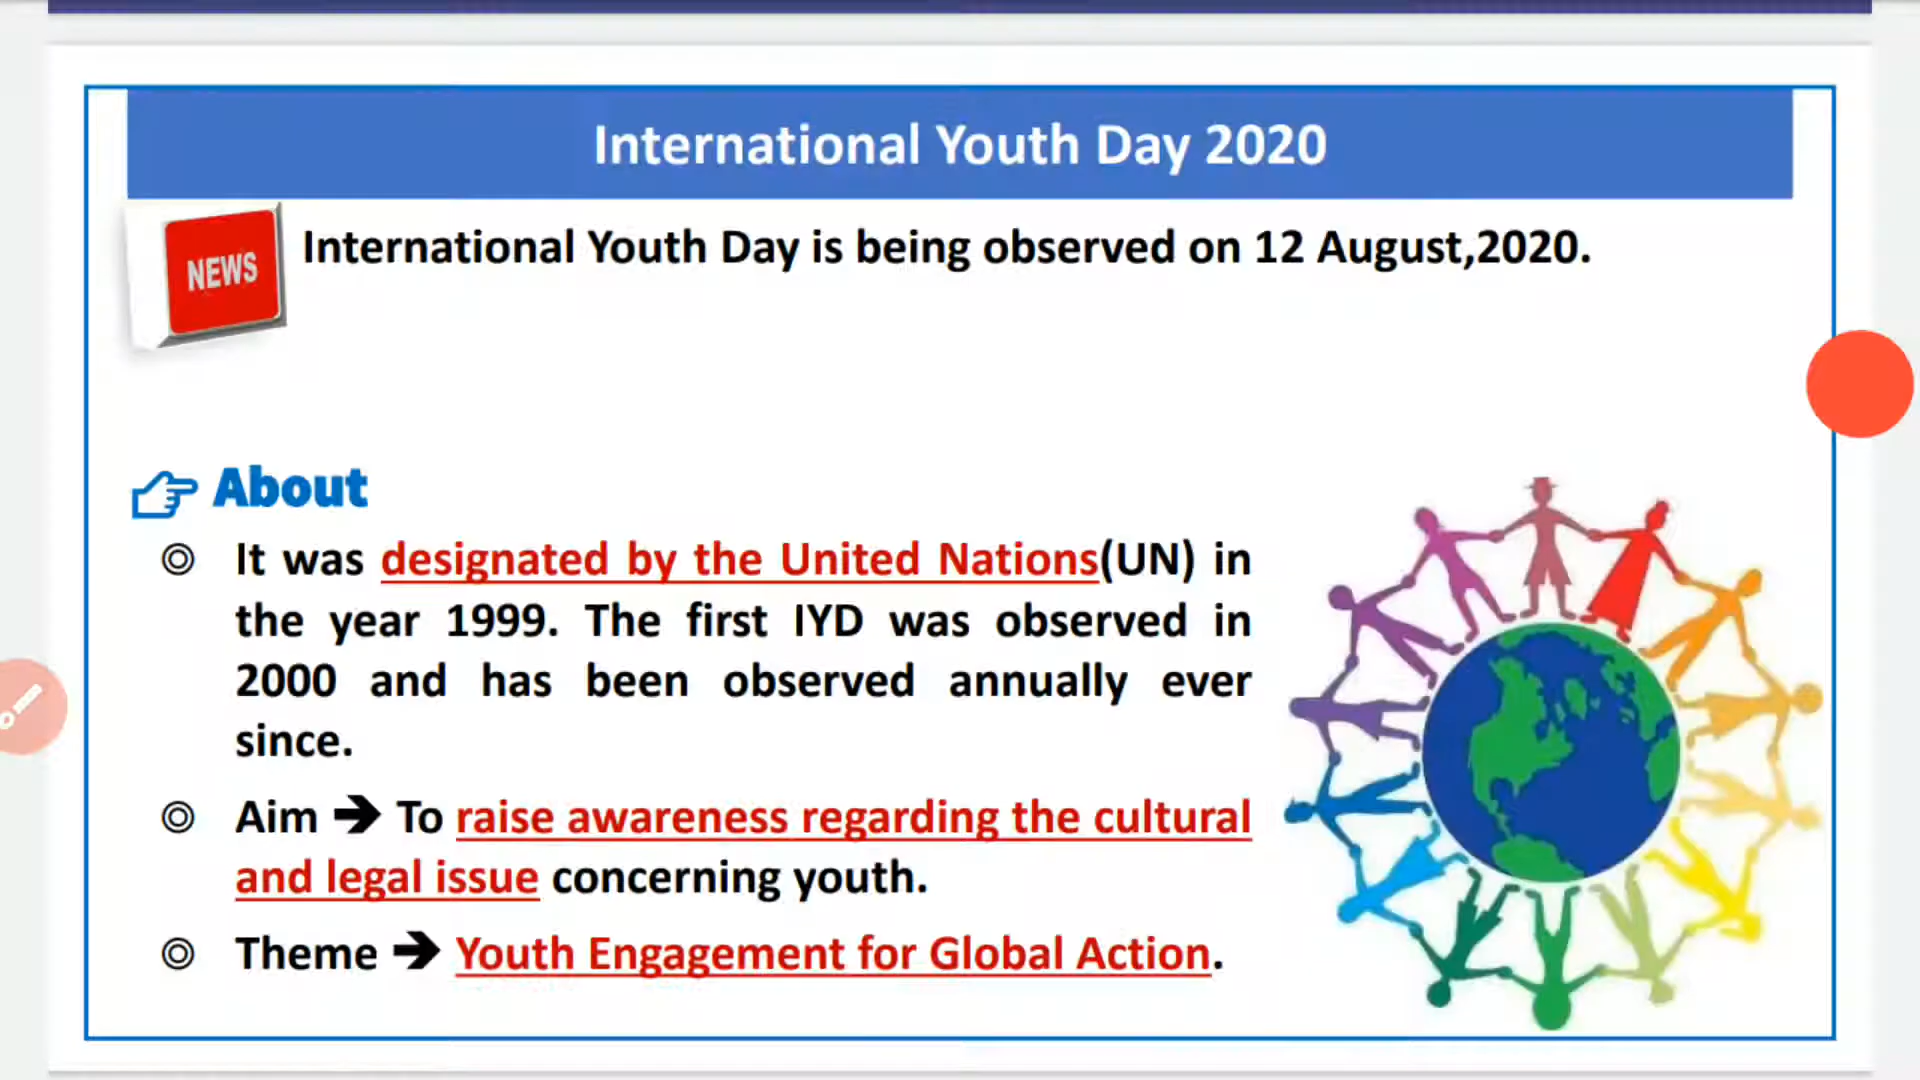 International Youth Day 2020
NEWS
International Youth Day is being observed on 12 August,2020.
About
◎ It was designated by the United Nations(UN) in
the year 1999. The first IYD was observed in
2000 and has been observed annually ever
since.
◎ Aim ➔ To raise awareness regarding the cultural
and legal issue concerning youth.
◎ Theme ➔ Youth Engagement for Global Action.